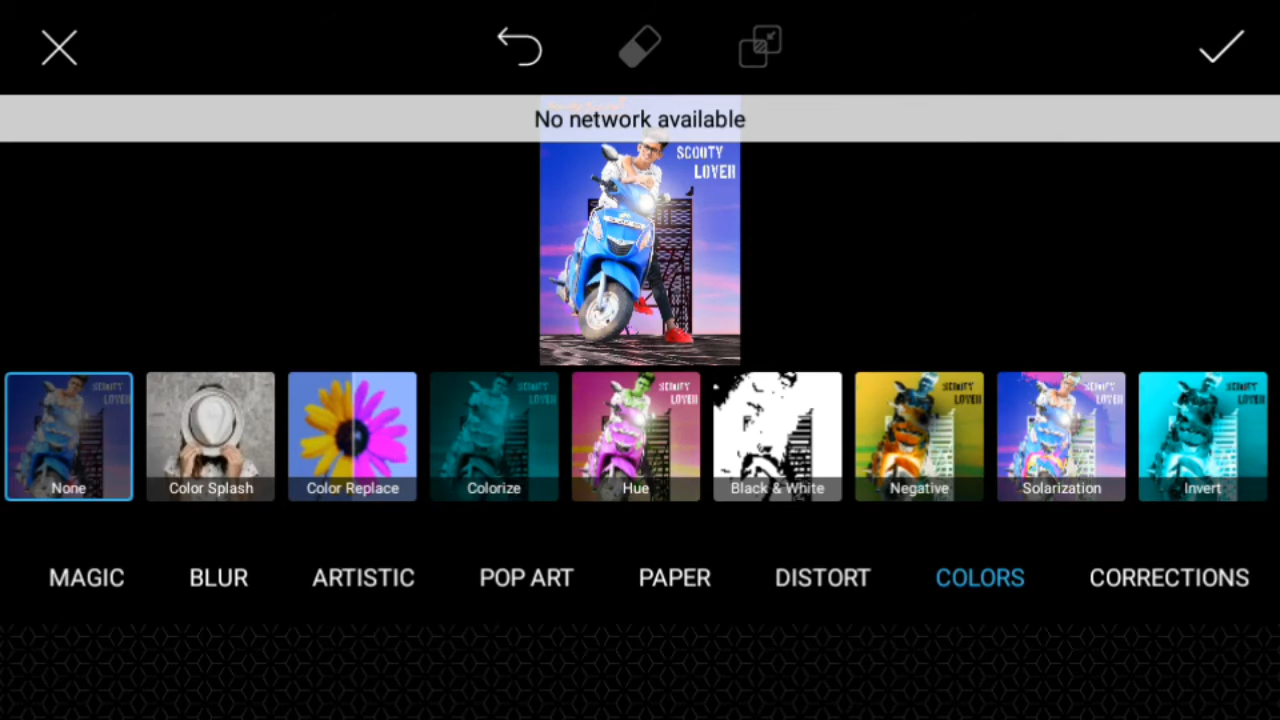 No network available
SCOUTY
LOVER
None
Color Splash
Color Replace
Colorize
Hue
Black & White
Negative
Solarization
Invert
MAGIC
BLUR
ARTISTIC
POP ART
PAPER
DISTORT
COLORS
CORRECTIONS